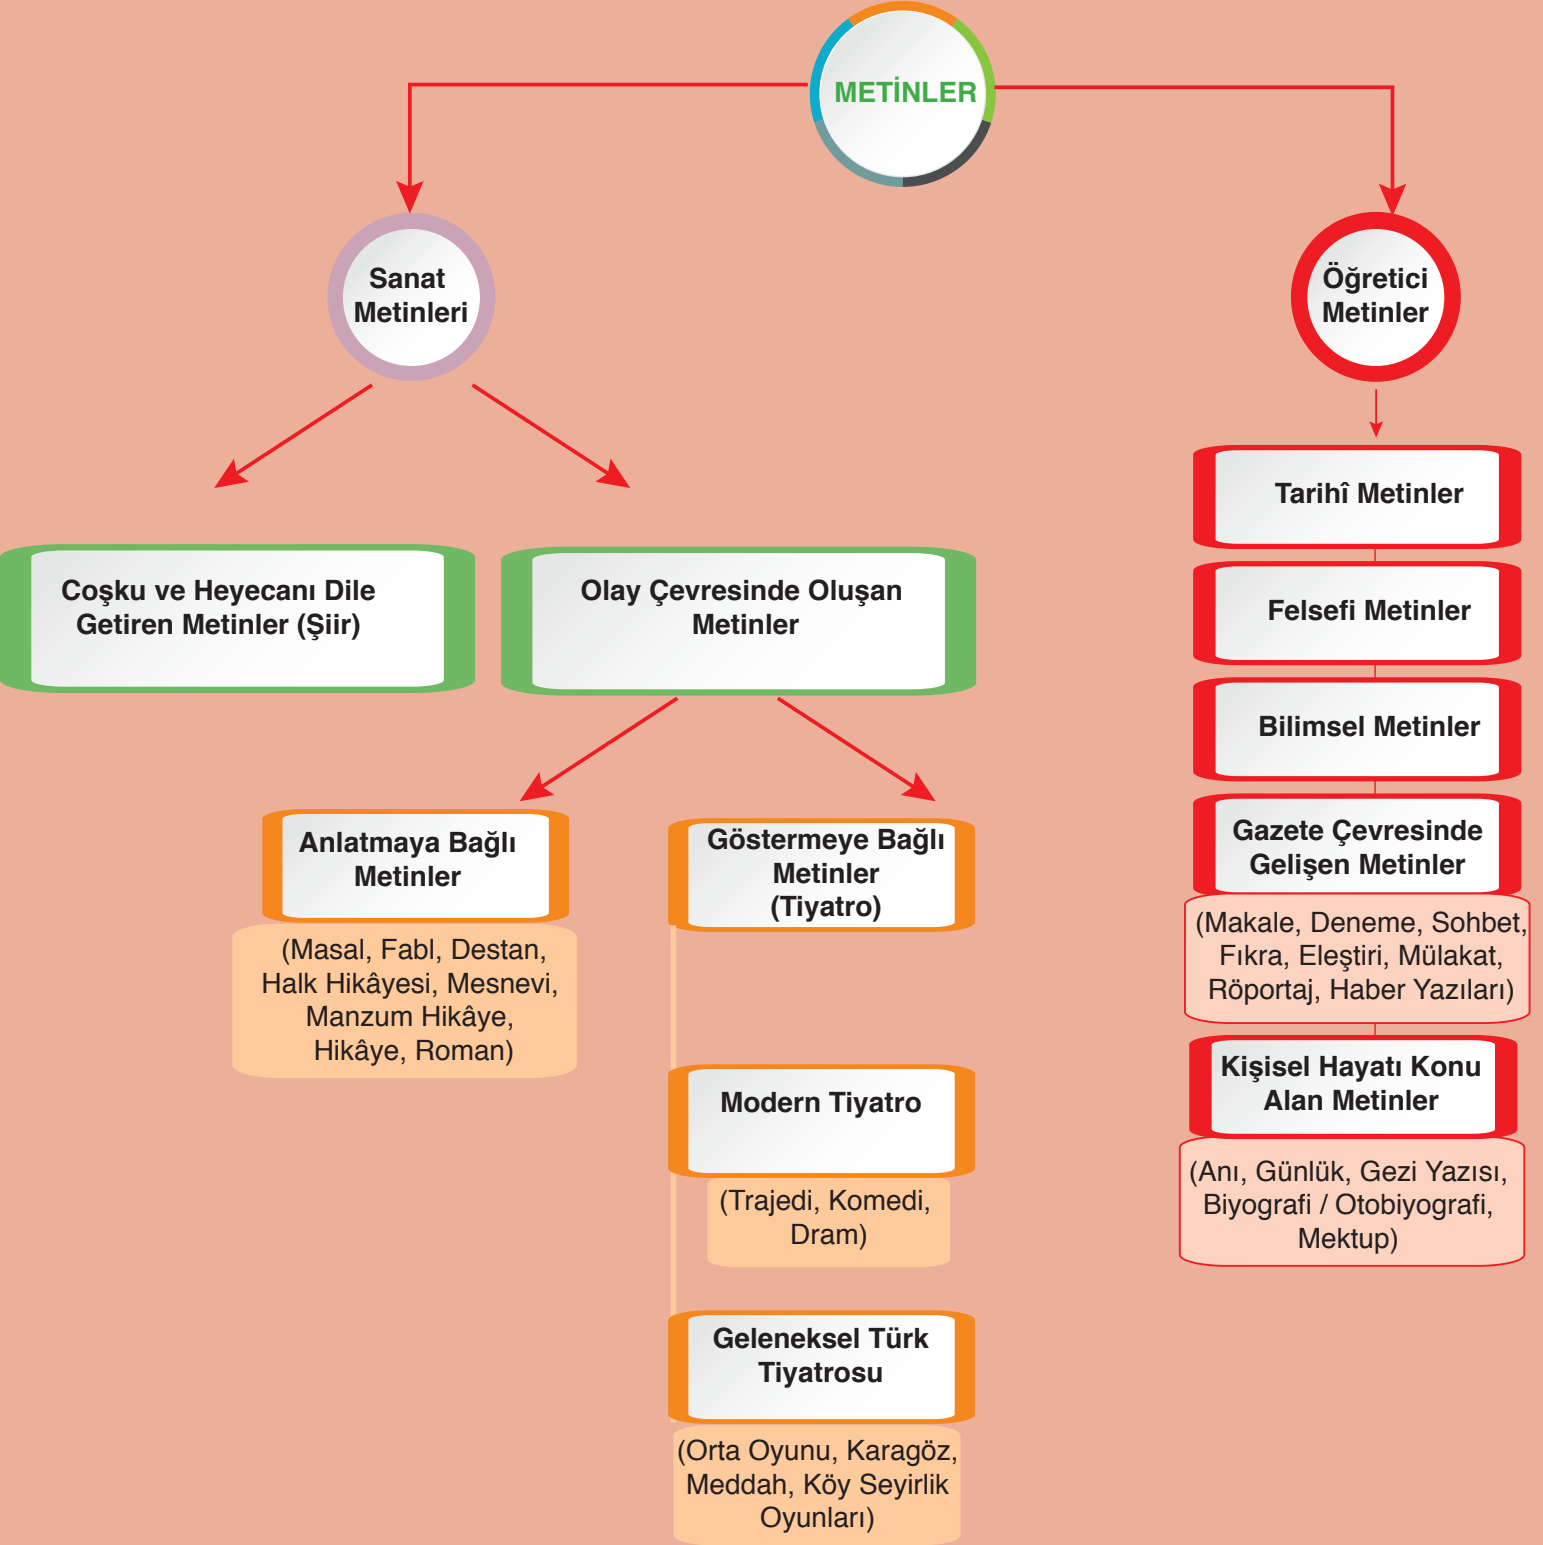 METİNLER
Sanat
Metinleri
Öğretici
Metinler
Coşku ve Heyecanı Dile
Getiren Metinler (Şiir)
Olay Çevresinde Oluşan
Metinler
Anlatmaya Bağlı
Metinler
(Masal, Fabl, Destan,
Halk Hikâyesi, Mesnevi,
Manzum Hikâye,
Hikâye, Roman)
Göstermeye Bağlı
Metinler
(Tiyatro)
Modern Tiyatro
(Trajedi, Komedi,
Dram)
Geleneksel Türk
Tiyatrosu
(Orta Oyunu, Karagöz,
Meddah, Köy Seyirlik
Oyunları)
Tarihî Metinler
Felsefi Metinler
Bilimsel Metinler
Gazete Çevresinde
Gelişen Metinler
(Makale, Deneme, Sohbet,
Fıkra, Eleştiri, Mülakat,
Röportaj, Haber Yazıları)
Kişisel Hayatı Konu
Alan Metinler
(Anı, Günlük, Gezi Yazısı,
Biyografi / Otobiyografi,
Mektup)